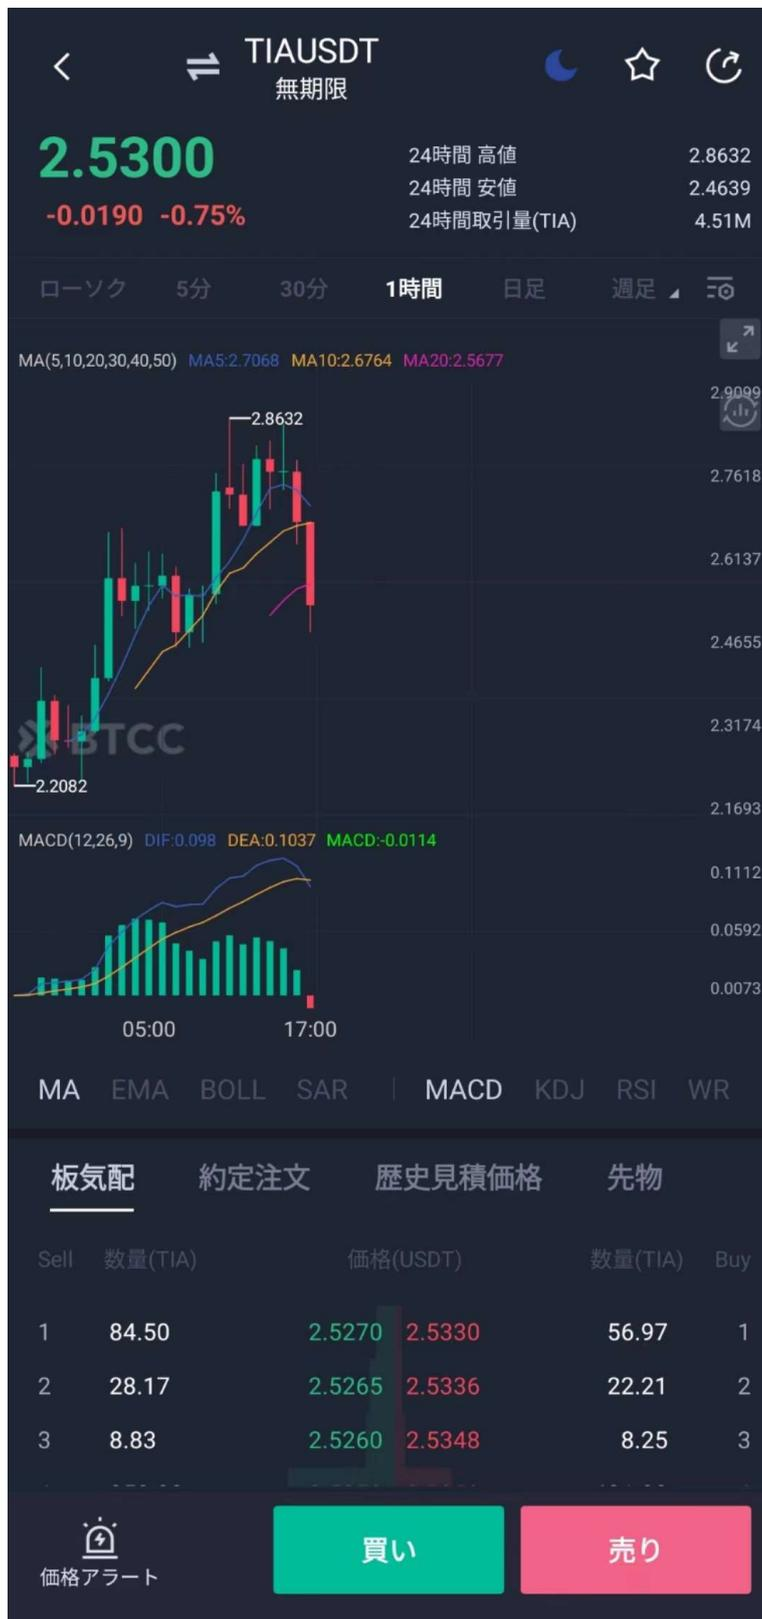 TIAUSDT
無期限
2.5300
-0.0190 -0.75%
24時間 高値 2.8632
24時間 安値 2.4639
24時間取引量(TIA) 4.51M
ローソク 5分 30分 1時間 日足 週足
MA(5,10,20,30,40,50) MA5:2.7068 MA10:2.6764 MA20:2.5677
2.9099
2.8632
2.7618
2.6137
2.4655
2.3174
BTCC
2.2082
2.1693
MACD(12,26,9) DIF:0.098 DEA:0.1037 MACD:-0.0114
0.1112
0.0592
0.0073
05:00 17:00
MA EMA BOLL SAR MACD KDJ RSI WR
板気配 約定注文 歴史見積価格 先物
Sell 数量(TIA) 価格(USDT) 数量(TIA) Buy
1 84.50 2.5270 2.5330 56.97 1
2 28.17 2.5265 2.5336 22.21 2
3 8.83 2.5260 2.5348 8.25 3
価格アラート
買い
売り